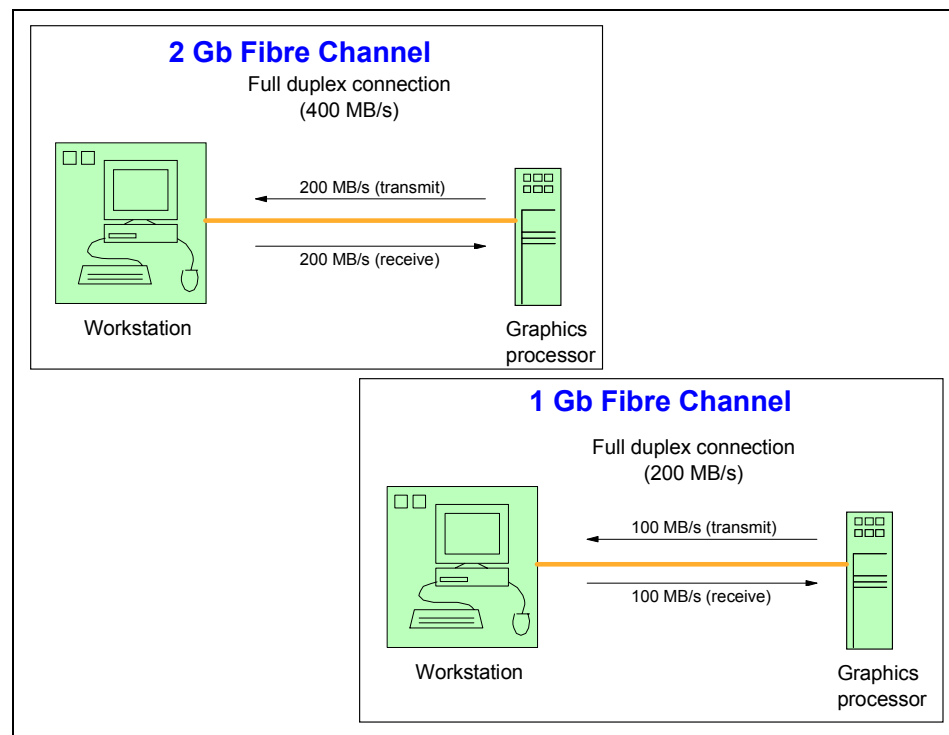 2 Gb Fibre Channel
Full duplex connection
(400 MB/s)
200 MB/s (transmit)
200 MB/s (receive)
Workstation
Graphics
processor
1 Gb Fibre Channel
Full duplex connection
(200 MB/s)
100 MB/s (transmit)
100 MB/s (receive)
Workstation
Graphics
processor